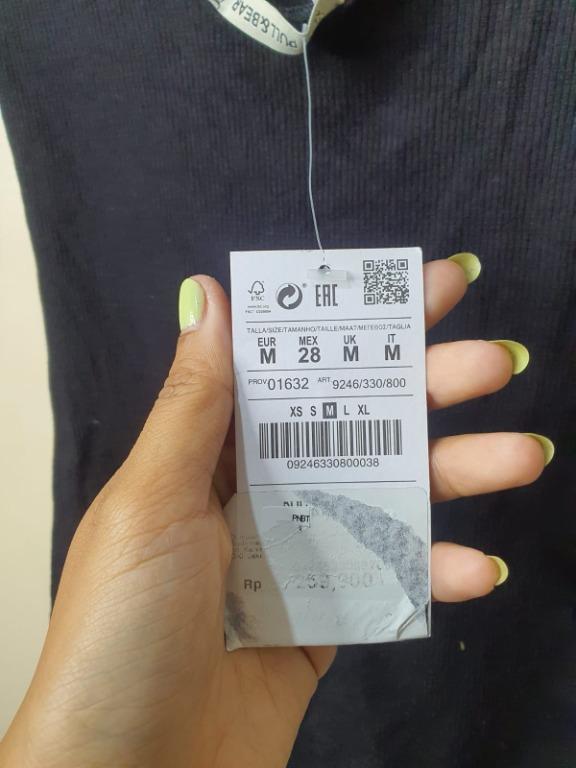 PULL&BEAR
FSC
EAC
TALLA/SIZE/TAMANHO/TAILLE/MAAT/ΜΕΓΕΘΟΣ/TAGLIA
EUR MEX UK IT
M 28 M M
PROV 01632 ART 9246/330/800
XS S M L XL
09246330800038
PNBT
Rp